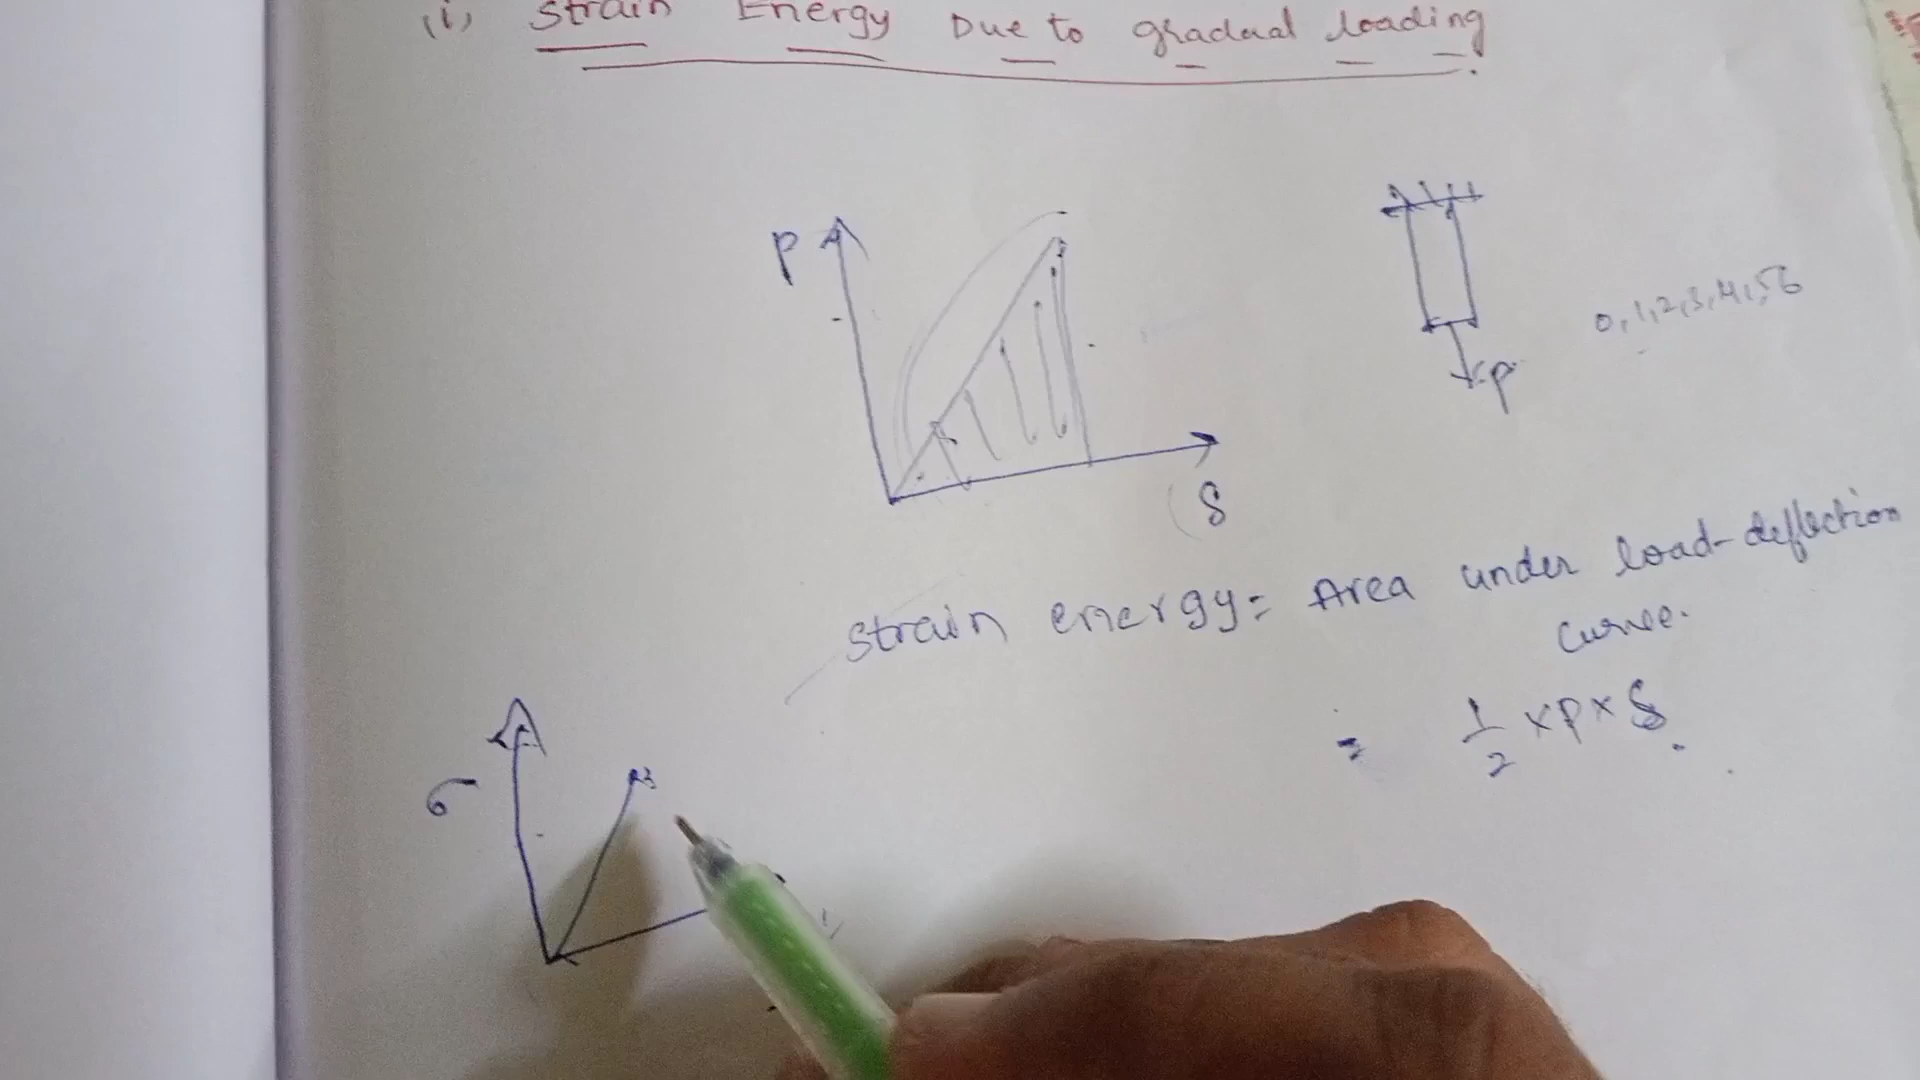 (i) Strain Energy Due to gradual loading.
P
0,1,2,3,4,5,6
P
δ
Strain energy = Area under load-deflection
curve.
= 1/2 × P × δ.
σ